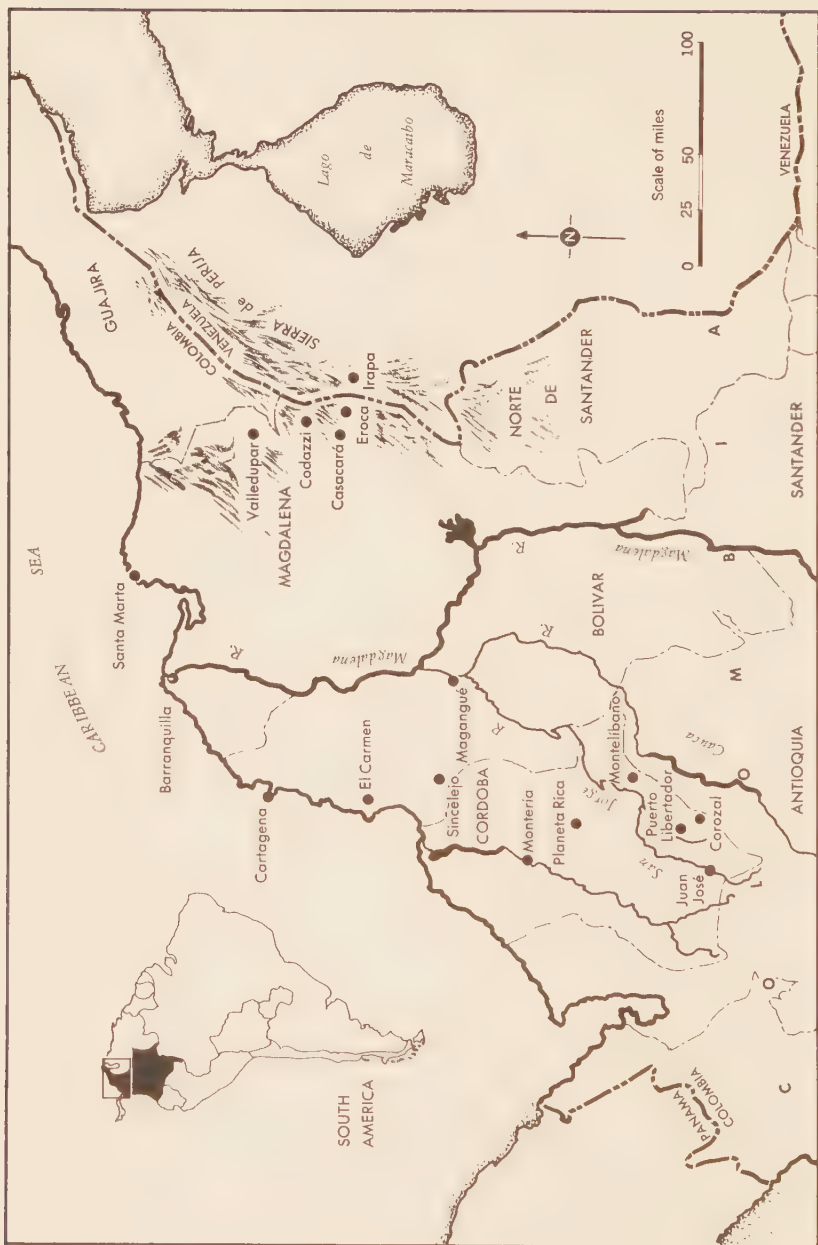 CARIBBEAN
SEA
GUAJIRA
Santa Marta
Barranquilla
Cartagena
El Carmen
Sincelejo
CORDOBA
Magangué
Montería
Planeta Rica
Montelíbano
Puerto
Libertador
Corozal
Juan
José
San
Jorge
R.
Cauca
R.
Magdalena
R.
Magdalena
R.
BOLIVAR
ANTIOQUIA
MAGDALENA
Valledupar
Codazzi
Casacará
Eroca
Irapa
COLOMBIA
VENEZUELA
SIERRA de PERIJA
Lago
de
Maracaibo
NORTE
DE
SANTANDER
SANTANDER
VENEZUELA
PANAMA
COLOMBIA
C O L O M B I A
SOUTH
AMERICA
N
Scale of miles
0 25 50 100